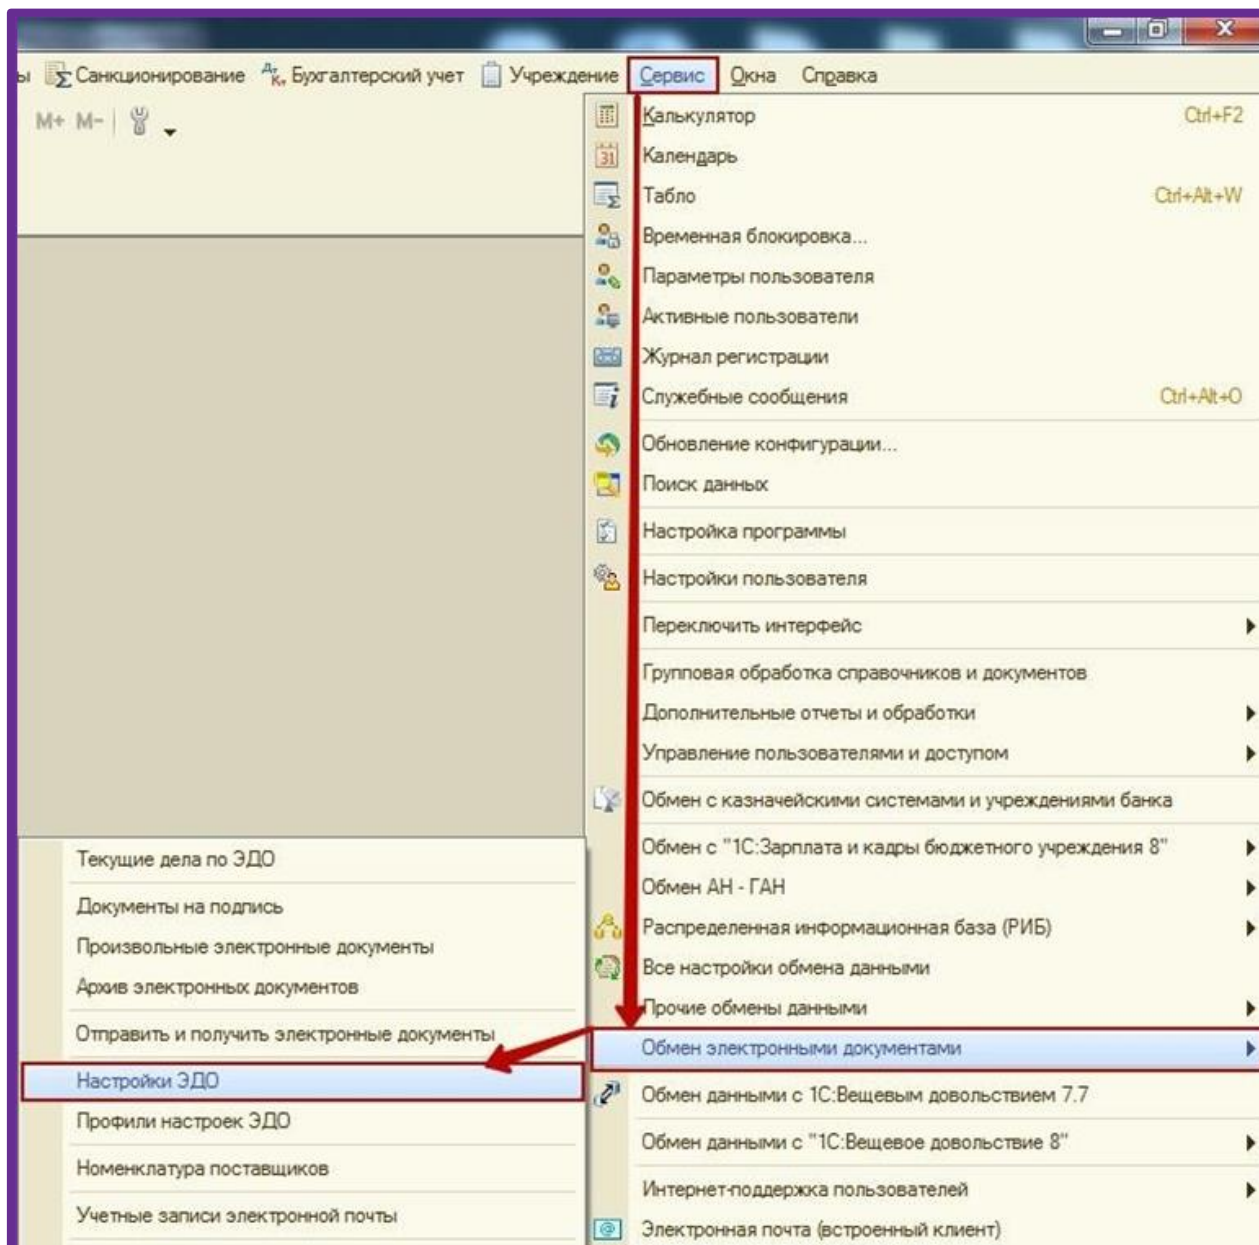 ы Санкционирование Дт Кт Бухгалтерский учет Учреждение Сервис Окна Справка
M+ M-
Калькулятор Ctrl+F2
31 Календарь
Табло Ctrl+Alt+W
Временная блокировка...
Параметры пользователя
Активные пользователи
Журнал регистрации
Служебные сообщения Ctrl+Alt+O
Обновление конфигурации...
Поиск данных
Настройка программы
Настройки пользователя
Переключить интерфейс
Групповая обработка справочников и документов
Дополнительные отчеты и обработки
Управление пользователями и доступом
Обмен с казначейскими системами и учреждениями банка
Обмен с "1С:Зарплата и кадры бюджетного учреждения 8"
Обмен АН - ГАН
Распределенная информационная база (РИБ)
Все настройки обмена данными
Прочие обмены данными
Обмен электронными документами
Обмен данными с 1С:Вещевым довольствием 7.7
Обмен данными с "1С:Вещевое довольствие 8"
Интернет-поддержка пользователей
Электронная почта (встроенный клиент)
Текущие дела по ЭДО
Документы на подпись
Произвольные электронные документы
Архив электронных документов
Отправить и получить электронные документы
Настройки ЭДО
Профили настроек ЭДО
Номенклатура поставщиков
Учетные записи электронной почты